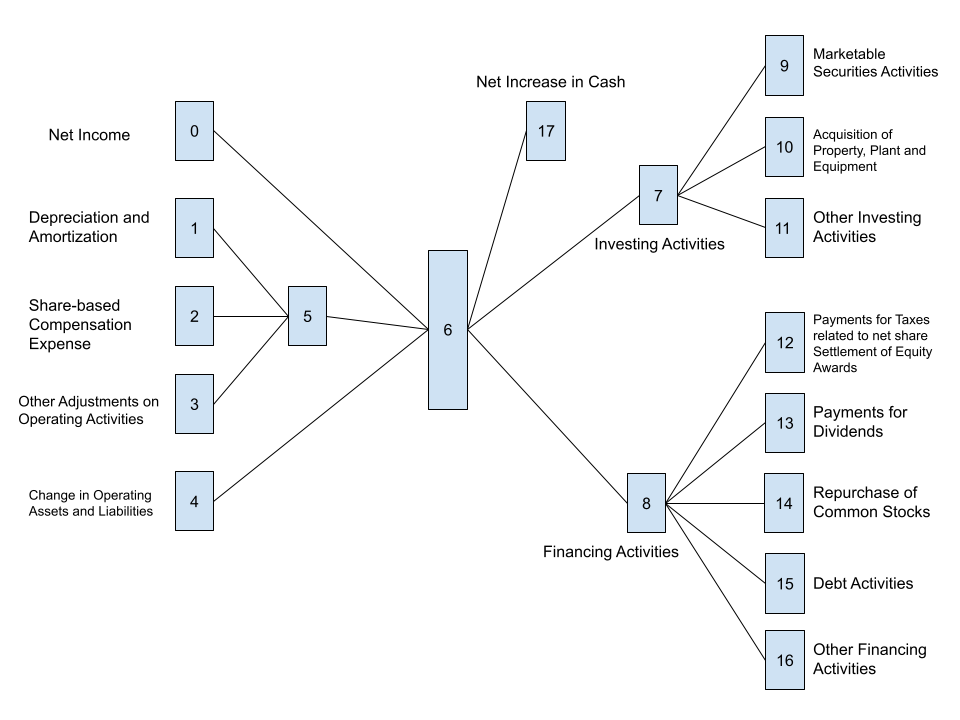 Net Income
0
Depreciation and
Amortization
1
Share-based
Compensation
Expense
2
Other Adjustments on
Operating Activities
3
Change in Operating
Assets and Liabilities
4
5
6
Net Increase in Cash
17
7
Investing Activities
8
Financing Activities
9
Marketable
Securities Activities
10
Acquisition of
Property, Plant and
Equipment
11
Other Investing
Activities
12
Payments for Taxes
related to net share
Settlement of Equity
Awards
13
Payments for
Dividends
14
Repurchase of
Common Stocks
15
Debt Activities
16
Other Financing
Activities